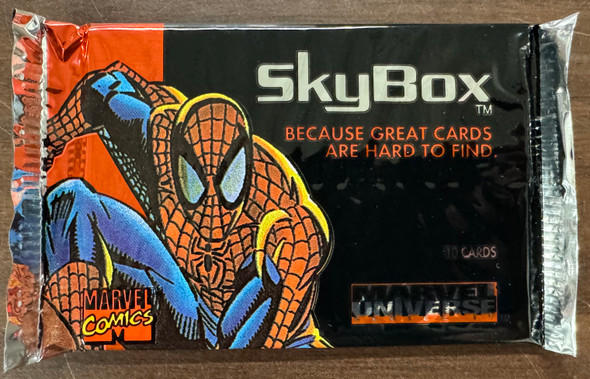 SkyBox
TM
BECAUSE GREAT CARDS
ARE HARD TO FIND.
10 CARDS
MARVEL
UNIVERSE
MARVEL
COMICS
M